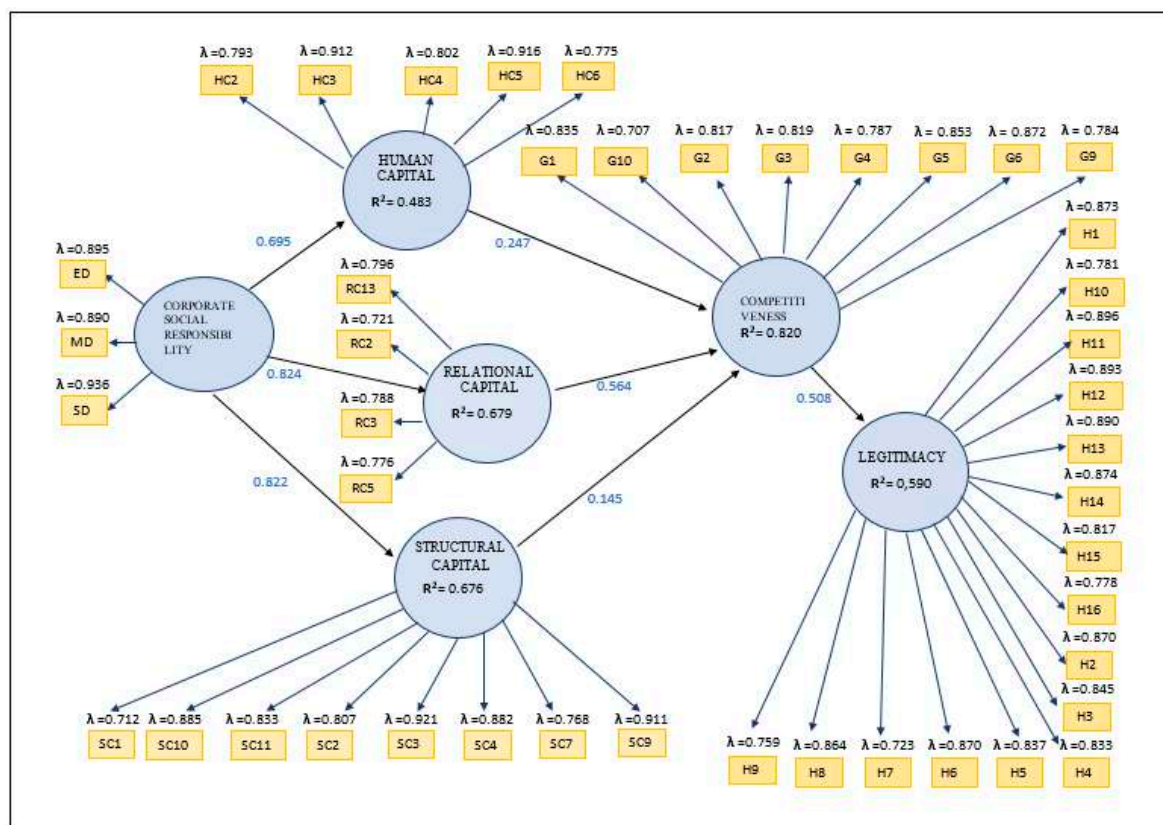 λ =0.793
HC2
λ =0.912
HC3
λ =0.802
HC4
λ =0.916
HC5
λ =0.775
HC6
HUMAN
CAPITAL
R²= 0.483
λ =0.835
G1
λ =0.707
G10
λ = 0.817
G2
λ =0.819
G3
λ =0.787
G4
λ =0.853
G5
λ =0.872
G6
λ = 0.784
G9
λ =0.895
ED
λ =0.890
MD
λ =0.936
SD
CORPORATE
SOCIAL
RESPONSIBI
LITY
0.695
0.824
0.822
λ =0.796
RC13
λ =0.721
RC2
λ =0.788
RC3
λ =0.776
RC5
RELATIONAL
CAPITAL
R²= 0.679
0.247
0.564
0.145
COMPETITI
VENESS
R²= 0.820
0.508
LEGITIMACY
R²= 0,590
λ =0.873
H1
λ =0.781
H10
λ =0.896
H11
λ =0.893
H12
λ =0.890
H13
λ =0.874
H14
λ =0.817
H15
λ =0.778
H16
λ =0.870
H2
λ =0.845
H3
λ =0.833
H4
λ =0.837
H5
λ =0.870
H6
λ =0.723
H7
λ =0.864
H8
λ =0.759
H9
STRUCTURAL
CAPITAL
R²= 0.676
λ =0.712
SC1
λ =0.885
SC10
λ =0.833
SC11
λ =0.807
SC2
λ =0.921
SC3
λ =0.882
SC4
λ =0.768
SC7
λ =0.911
SC9